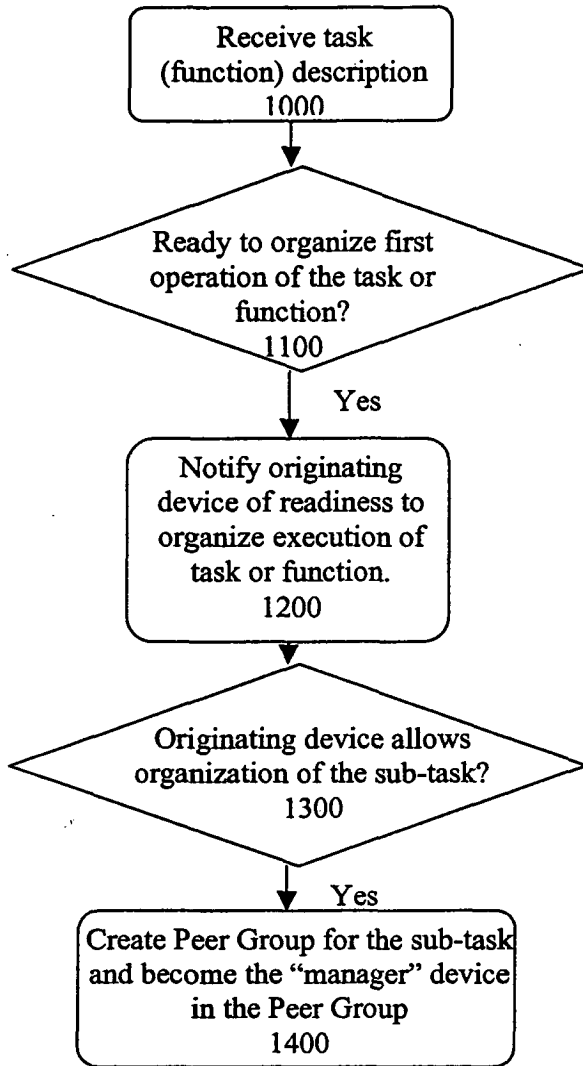 Receive task
(function) description
1000
Ready to organize first
operation of the task or
function?
1100
Yes
Notify originating
device of readiness to
organize execution of
task or function.
1200
Originating device allows
organization of the sub-task?
1300
Yes
Create Peer Group for the sub-task
and become the “manager” device
in the Peer Group
1400